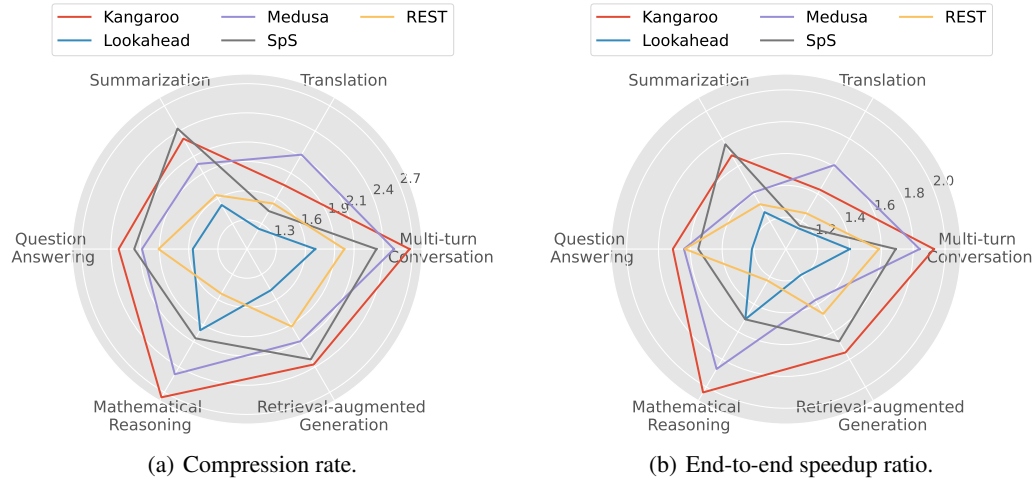 Kangaroo Medusa REST
Lookahead SpS
Summarization Translation
2.7
2.4
2.1
1.9
1.6
1.3
Question
Answering
Multi-turn
Conversation
Mathematical
Reasoning
Retrieval-augmented
Generation
(a) Compression rate.
Kangaroo Medusa REST
Lookahead SpS
Summarization Translation
2.0
1.8
1.6
1.4
1.2
Question
Answering
Multi-turn
Conversation
Mathematical
Reasoning
Retrieval-augmented
Generation
(b) End-to-end speedup ratio.